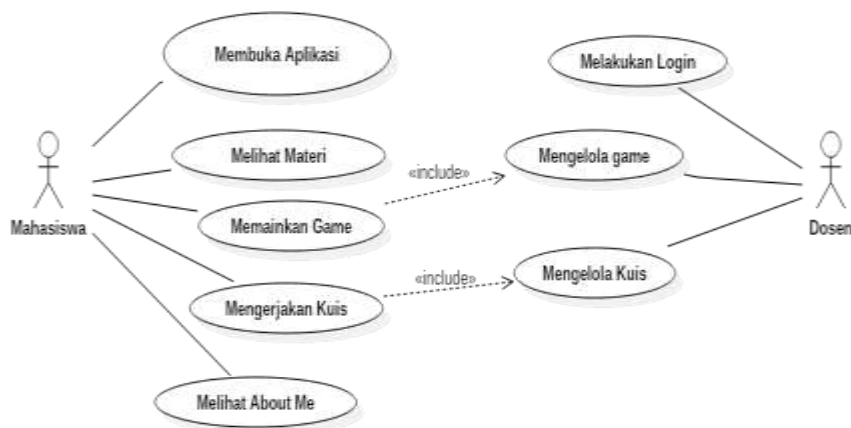 Membuka Aplikasi
Melakukan Login
Melihat Materi
«include»
Mengelola game
Mahasiswa
Memainkan Game
Dosen
Mengerjakan Kuis
«include»
Mengelola Kuis
Melihat About Me